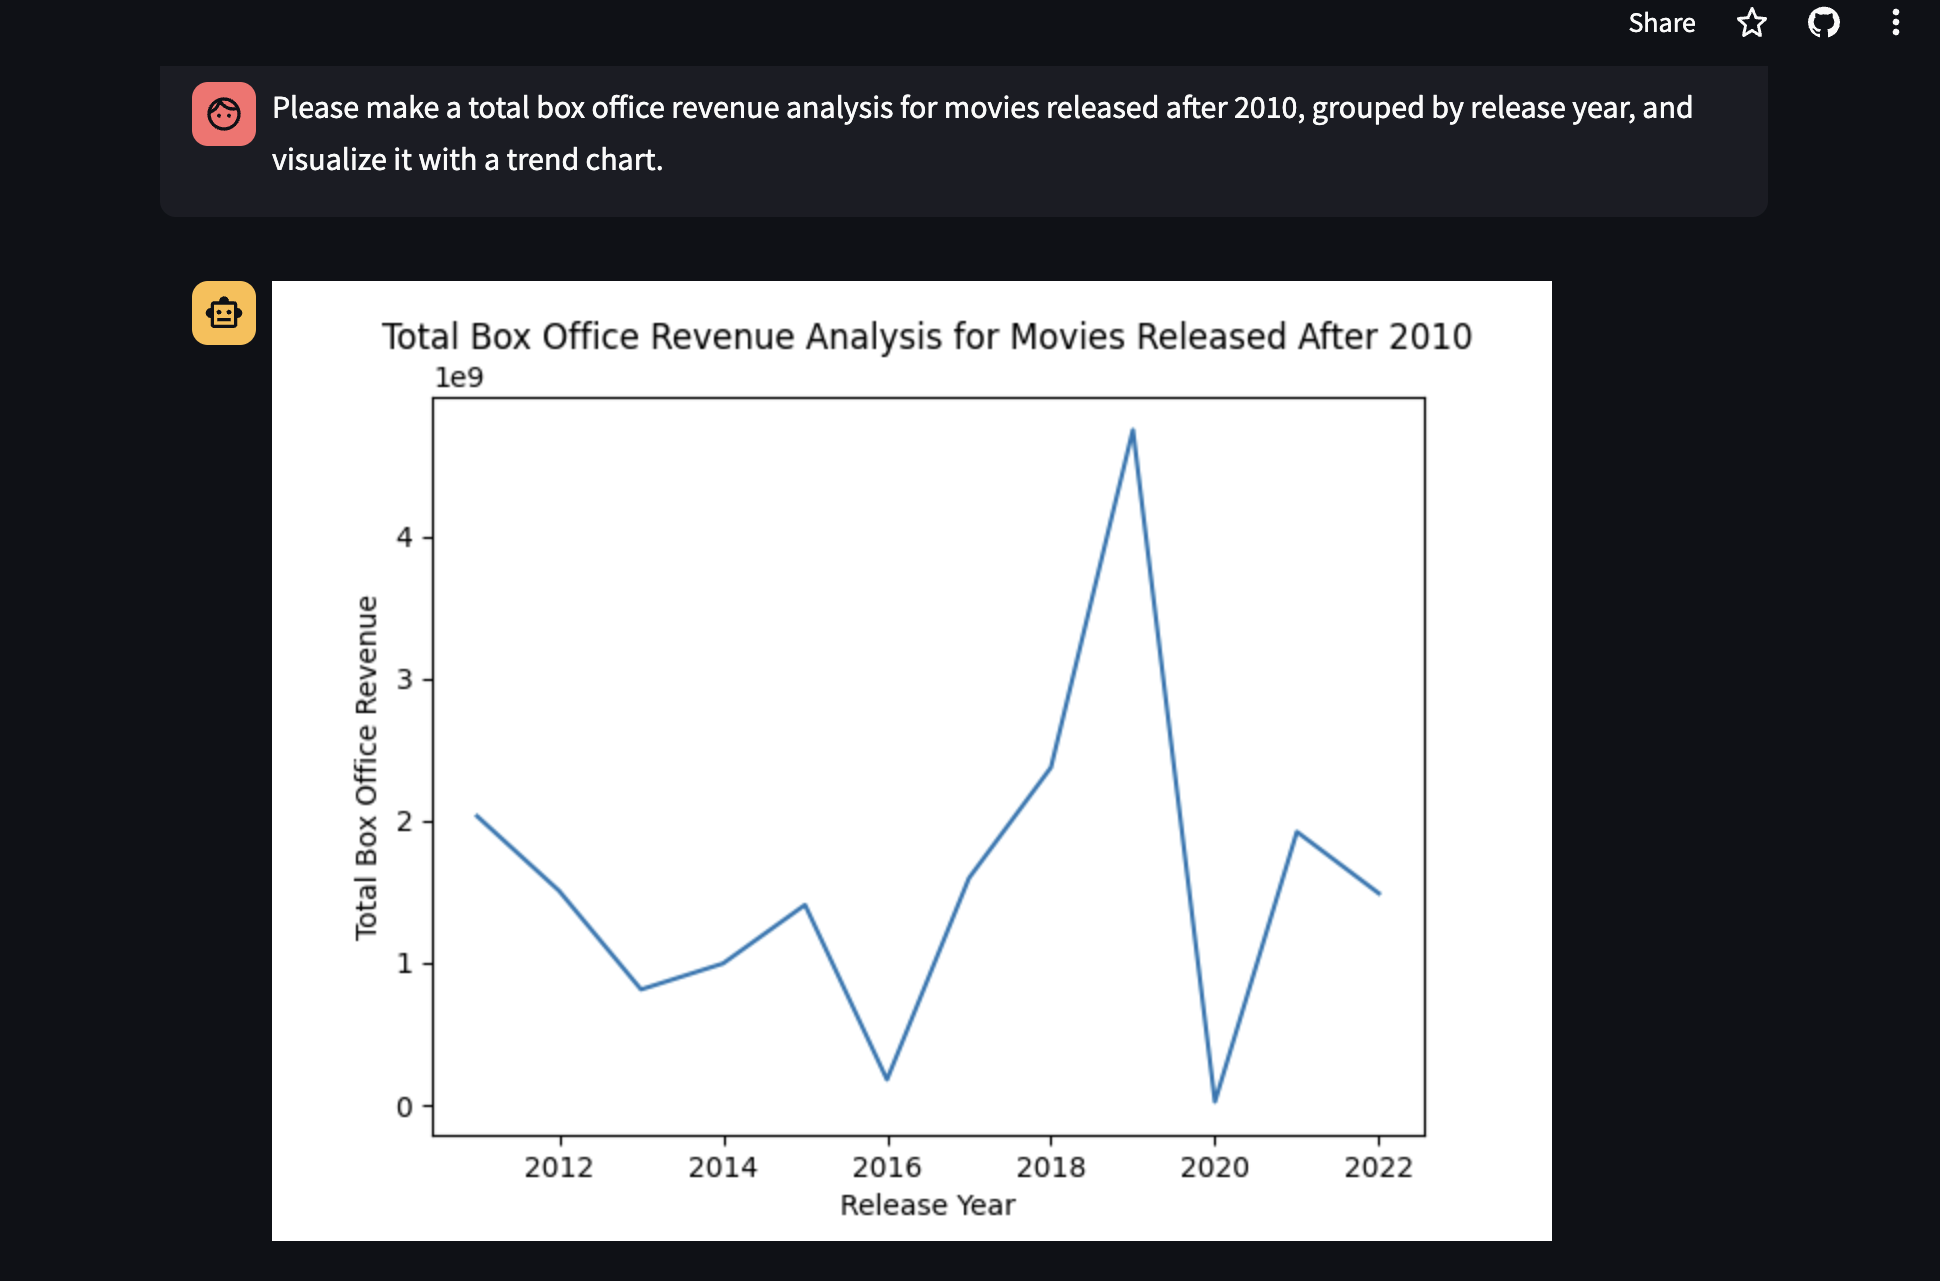 Share
Please make a total box office revenue analysis for movies released after 2010, grouped by release year, and
visualize it with a trend chart.
Total Box Office Revenue Analysis for Movies Released After 2010
1e9
Total Box Office Revenue
4
3
2
1
0
2012 2014 2016 2018 2020 2022
Release Year